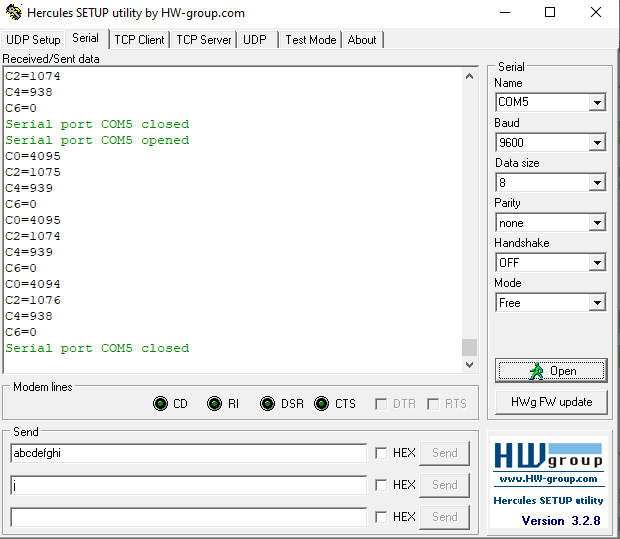 Hercules SETUP utility by HW-group.com
UDP Setup Serial TCP Client TCP Server UDP Test Mode About
Received/Sent data
C2=1074
C4=938
C6=0
Serial port COM5 closed
Serial port COM5 opened
C0=4095
C2=1075
C4=939
C6=0
C0=4095
C2=1074
C4=939
C6=0
C0=4094
C2=1076
C4=938
C6=0
Serial port COM5 closed
Serial
Name
COM5
Baud
9600
Data size
8
Parity
none
Handshake
OFF
Mode
Free
Open
HWg FW update
Modem lines
CD RI DSR CTS DTR RTS
Send
abcdefghi HEX Send
j HEX Send
HEX Send
HW group
www.HW-group.com
Hercules SETUP utility
Version 3.2.8